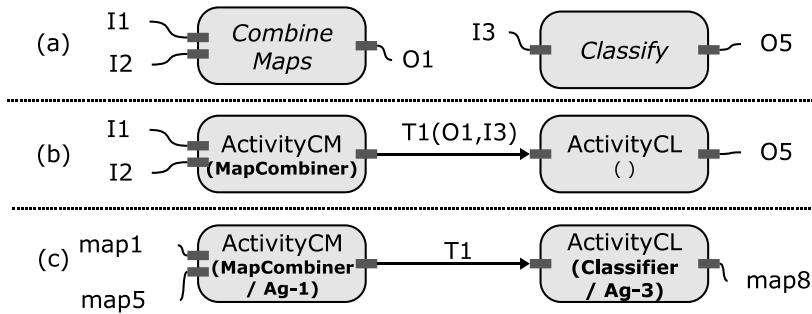 (a)
I1
I2
Combine
Maps
O1
I3
Classify
O5
(b)
I1
I2
ActivityCM
(MapCombiner)
T1(O1,I3)
ActivityCL
( )
O5
(c)
map1
map5
ActivityCM
(MapCombiner
/ Ag-1)
T1
ActivityCL
(Classifier
/ Ag-3)
map8